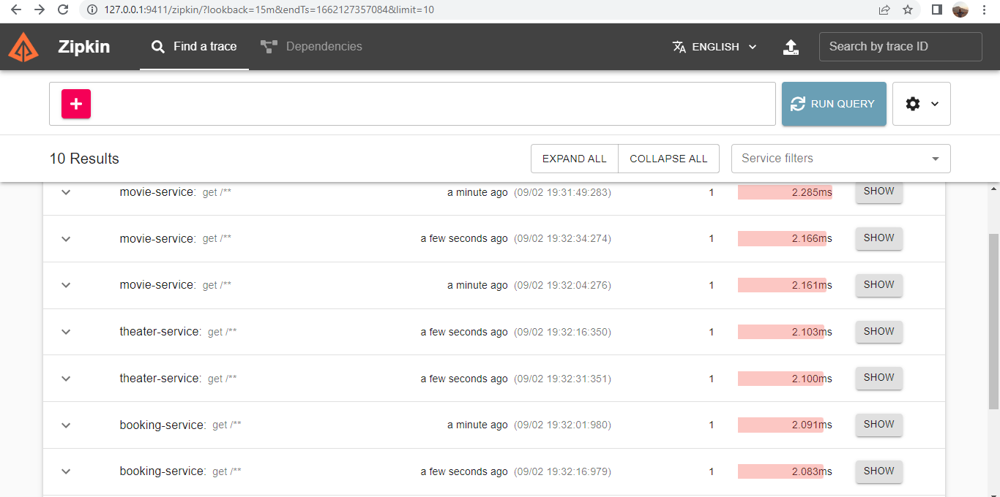 127.0.0.1:9411/zipkin/?lookback=15m&endTs=1662127357084&limit=10
Zipkin Find a trace Dependencies ENGLISH Search by trace ID
+ RUN QUERY
10 Results EXPAND ALL COLLAPSE ALL Service filters
movie-service: get /** a minute ago (09/02 19:31:49:283) 1 2.285ms SHOW
movie-service: get /** a few seconds ago (09/02 19:32:34:274) 1 2.166ms SHOW
movie-service: get /** a minute ago (09/02 19:32:04:276) 1 2.161ms SHOW
theater-service: get /** a few seconds ago (09/02 19:32:16:350) 1 2.103ms SHOW
theater-service: get /** a few seconds ago (09/02 19:32:31:351) 1 2.100ms SHOW
booking-service: get /** a minute ago (09/02 19:32:01:980) 1 2.091ms SHOW
booking-service: get /** a few seconds ago (09/02 19:32:16:979) 1 2.083ms SHOW